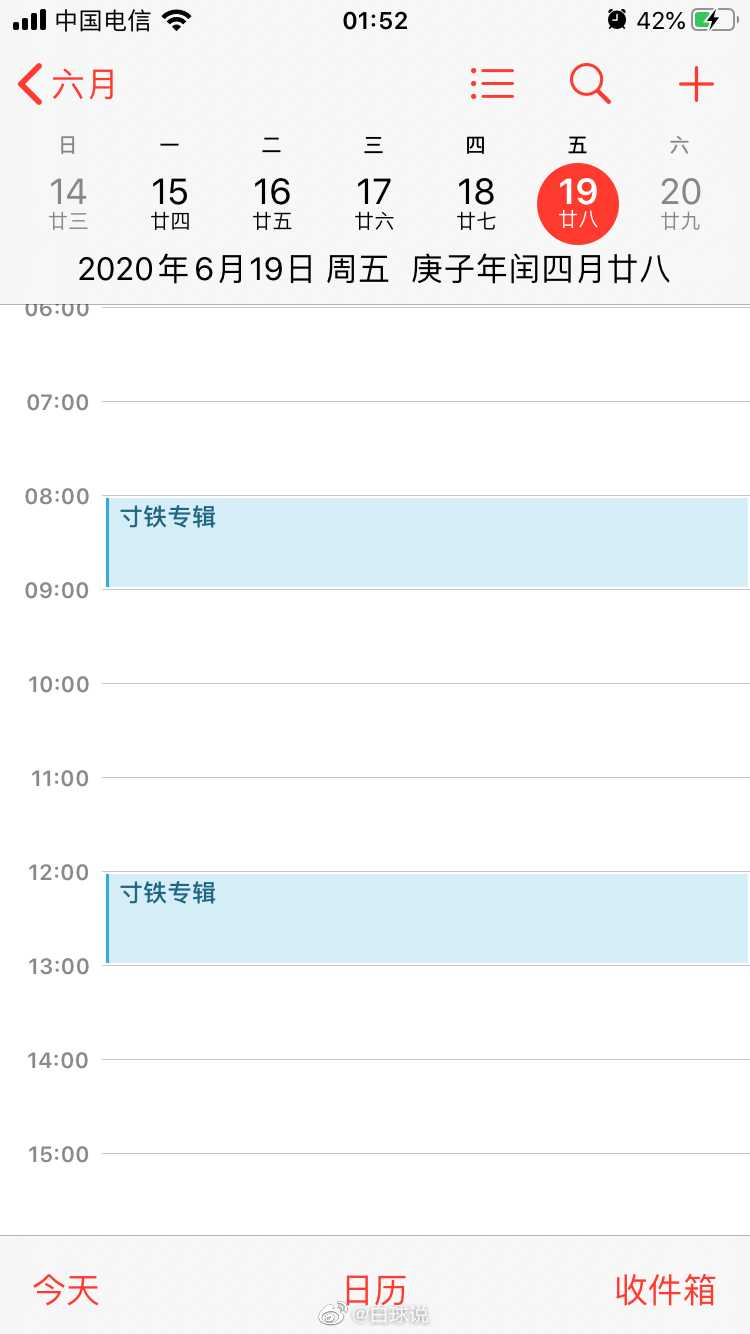 中国电信 01:52 42%
六月
日 一 二 三 四 五 六
14 15 16 17 18 19 20
廿三 廿四 廿五 廿六 廿七 廿八 廿九
2020年6月19日 周五 庚子年闰四月廿八
06:00
07:00
08:00
寸铁专辑
09:00
10:00
11:00
12:00
寸铁专辑
13:00
14:00
15:00
今天 日历 收件箱
@白球说